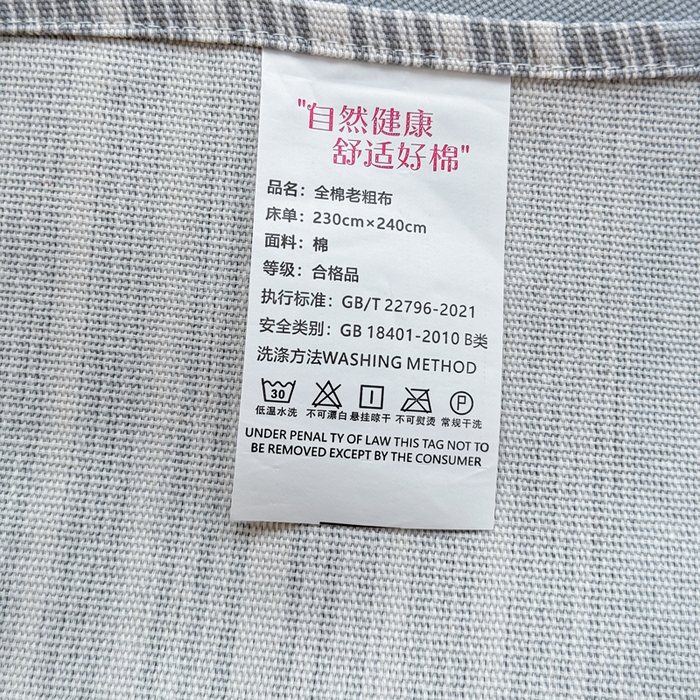 "自然健康
舒适好棉"
品名：全棉老粗布
床单：230cm×240cm
面料：棉
等级：合格品
执行标准：GB/T 22796-2021
安全类别：GB 18401-2010 B类
洗涤方法WASHING METHOD
30 P
低温水洗 不可漂白 悬挂晾干 不可熨烫 常规干洗
UNDER PENAL TY OF LAW THIS TAG NOT TO
BE REMOVED EXCEPT BY THE CONSUMER